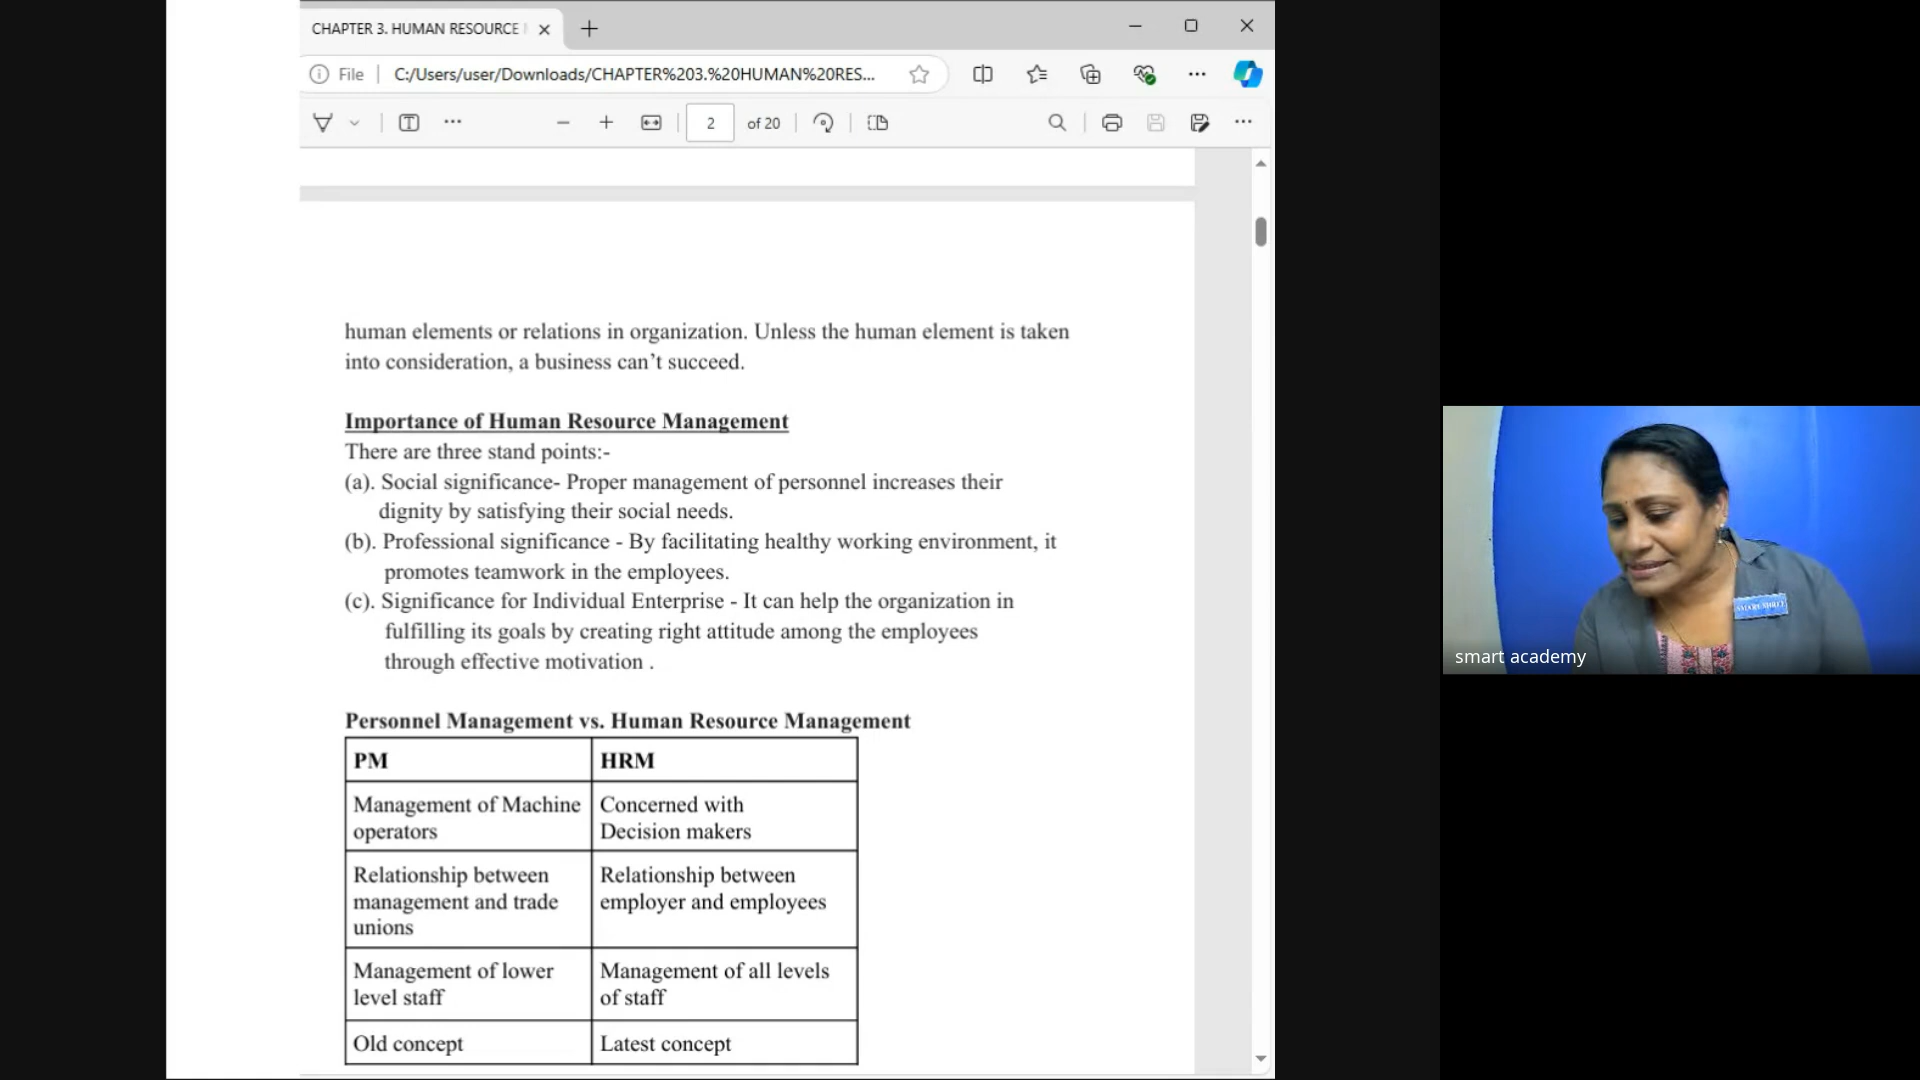 CHAPTER 3. HUMAN RESOURCE
File
C:/Users/user/Downloads/CHAPTER%203.%20HUMAN%20RES...
2 of 20
human elements or relations in organization. Unless the human element is taken
into consideration, a business can’t succeed.
Importance of Human Resource Management
There are three stand points:-
(a). Social significance- Proper management of personnel increases their
dignity by satisfying their social needs.
(b). Professional significance - By facilitating healthy working environment, it
promotes teamwork in the employees.
(c). Significance for Individual Enterprise - It can help the organization in
fulfilling its goals by creating right attitude among the employees
through effective motivation .
Personnel Management vs. Human Resource Management
PM
HRM
Management of Machine
operators
Concerned with
Decision makers
Relationship between
management and trade
unions
Relationship between
employer and employees
Management of lower
level staff
Management of all levels
of staff
Old concept
Latest concept
smart academy